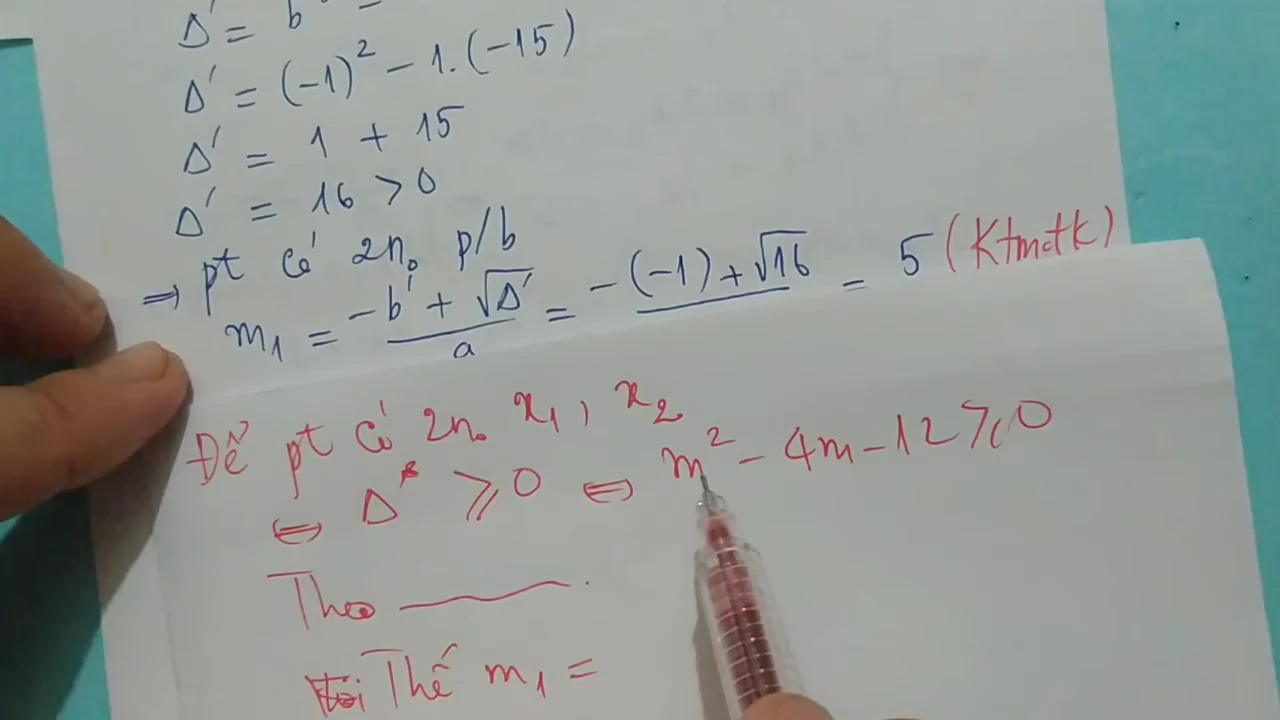 Δ' = b'
Δ' = (-1)² - 1.(-15)
Δ' = 1 + 15
Δ' = 16 > 0
⇒ pt có 2n₀ p/b
m₁ = (-b' + √Δ')/a = -(-1) + √16 = 5 (Ktmđk)
Để pt có 2n₀ x₁, x₂
⇔ Δ ≥ 0 ⇔ m² - 4m - 12 ≥ 0
Theo
Thế m₁ =